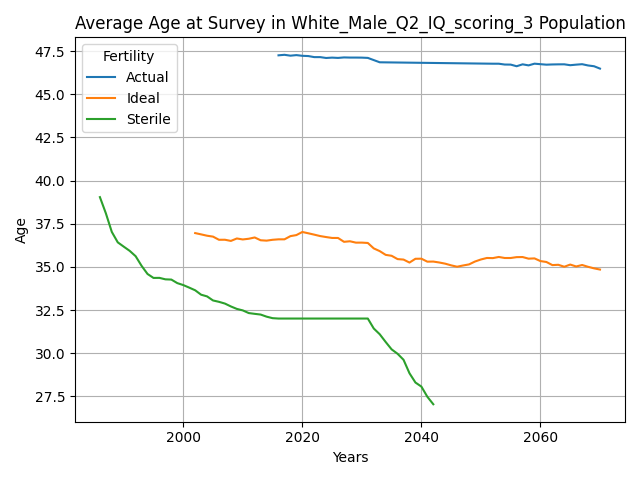 Average Age at Survey in White_Male_Q2_IQ_scoring_3 Population
Fertility
Actual
Ideal
Sterile
47.5
45.0
42.5
40.0
37.5
35.0
32.5
30.0
27.5
Age
2000
2020
2040
2060
Years